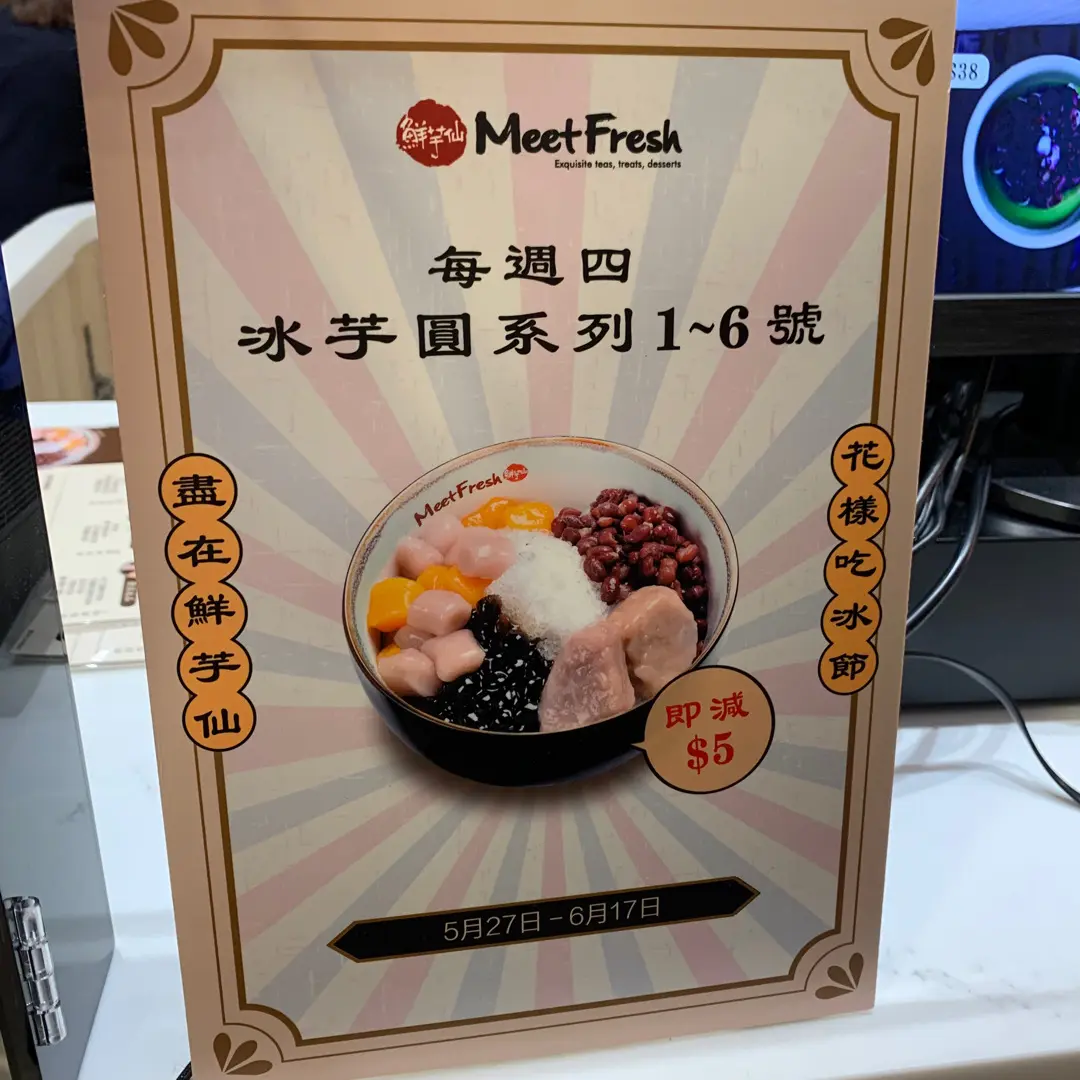 鮮芋仙 MeetFresh
Exquisite teas, treats, desserts
每週四
冰芋圓系列1~6號
花樣吃冰節
盡在鮮芋仙
MeetFresh
即減
$5
5月27日 – 6月17日
$38